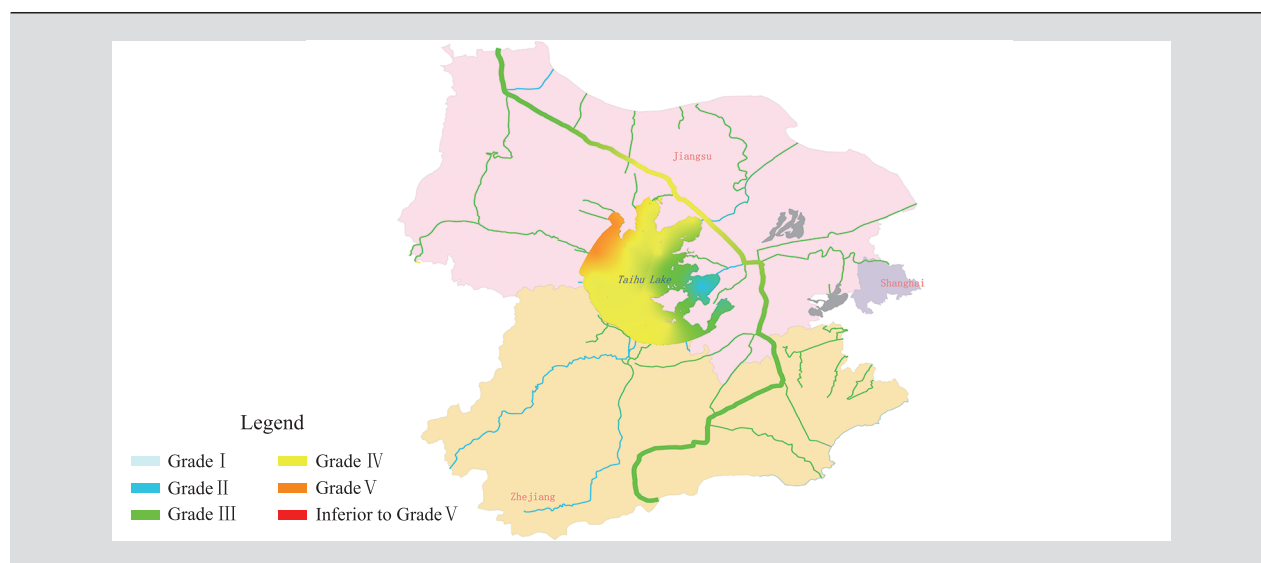 Jiangsu
Taihu Lake
Shanghai
Zhejiang
Legend
Grade Ⅰ
Grade Ⅱ
Grade Ⅲ
Grade Ⅳ
Grade Ⅴ
Inferior to Grade Ⅴ